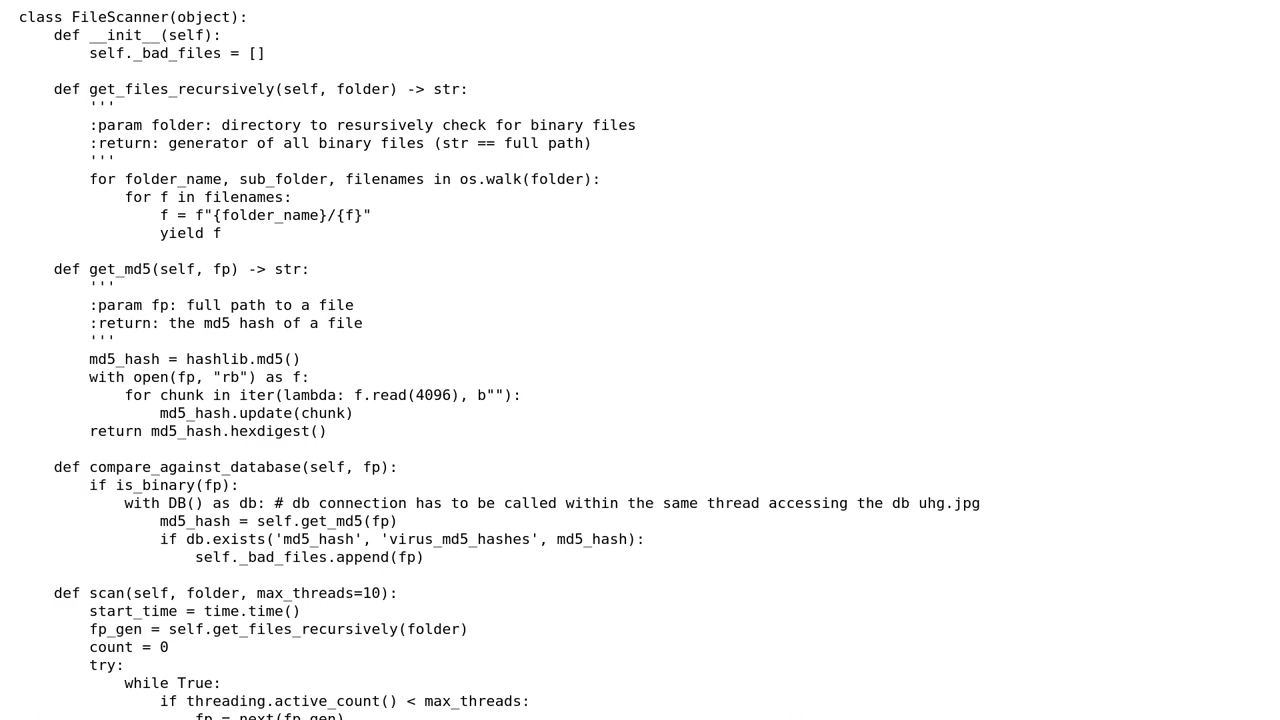 class FileScanner(object):
    def __init__(self):
        self._bad_files = []

    def get_files_recursively(self, folder) -> str:
        '''
        :param folder: directory to resursively check for binary files
        :return: generator of all binary files (str == full path)
        '''
        for folder_name, sub_folder, filenames in os.walk(folder):
            for f in filenames:
                f = f"{folder_name}/{f}"
                yield f

    def get_md5(self, fp) -> str:
        '''
        :param fp: full path to a file
        :return: the md5 hash of a file
        '''
        md5_hash = hashlib.md5()
        with open(fp, "rb") as f:
            for chunk in iter(lambda: f.read(4096), b""):
                md5_hash.update(chunk)
        return md5_hash.hexdigest()

    def compare_against_database(self, fp):
        if is_binary(fp):
            with DB() as db: # db connection has to be called within the same thread accessing the db uhg.jpg
                md5_hash = self.get_md5(fp)
                if db.exists('md5_hash', 'virus_md5_hashes', md5_hash):
                    self._bad_files.append(fp)

    def scan(self, folder, max_threads=10):
        start_time = time.time()
        fp_gen = self.get_files_recursively(folder)
        count = 0
        try:
            while True:
                if threading.active_count() < max_threads:
                    fp = next(fp_gen)